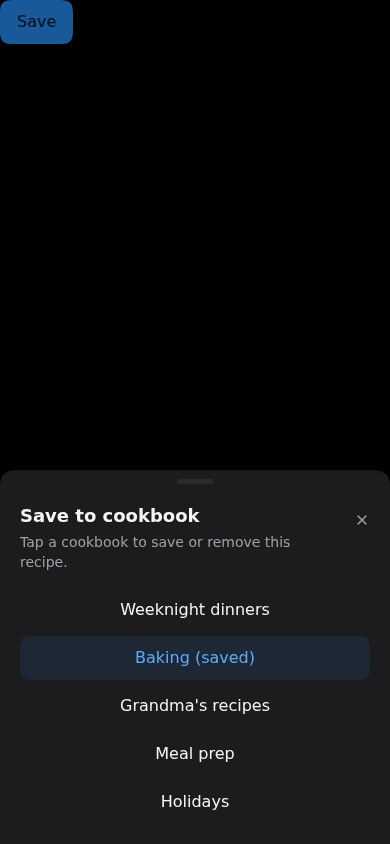 Save
Save to cookbook
Tap a cookbook to save or remove this
recipe.
Weeknight dinners
Baking (saved)
Grandma's recipes
Meal prep
Holidays